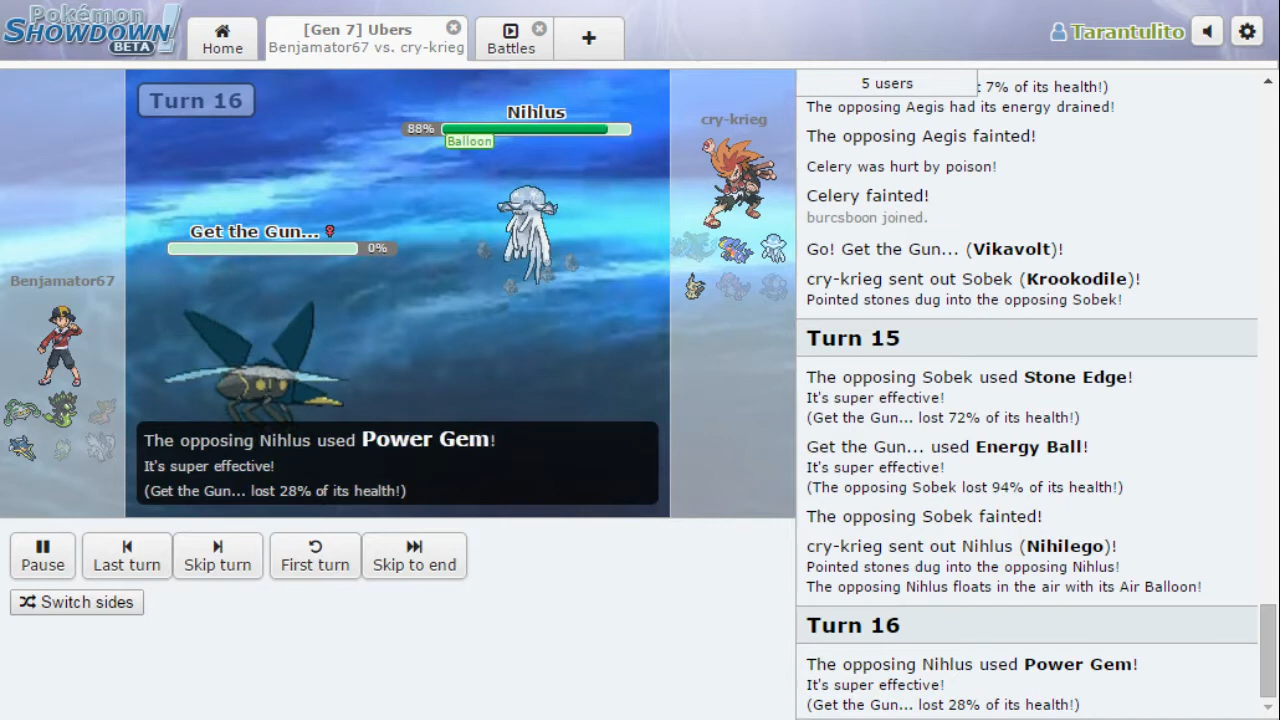 Pokémon
SHOWDOWN!
BETA
Home
[Gen 7] Ubers
Benjamator67 vs. cry-krieg
Battles
+
Tarantulito
Turn 16
Nihlus
88%
Balloon
Get the Gun...
0%
cry-krieg
Benjamator67
The opposing Nihlus used Power Gem!
It's super effective!
(Get the Gun... lost 28% of its health!)
Pause
Last turn
Skip turn
First turn
Skip to end
Switch sides
5 users
7% of its health!)
The opposing Aegis had its energy drained!
The opposing Aegis fainted!
Celery was hurt by poison!
Celery fainted!
burcsboon joined.
Go! Get the Gun... (Vikavolt)!
cry-krieg sent out Sobek (Krookodile)!
Pointed stones dug into the opposing Sobek!
Turn 15
The opposing Sobek used Stone Edge!
It's super effective!
(Get the Gun... lost 72% of its health!)
Get the Gun... used Energy Ball!
It's super effective!
(The opposing Sobek lost 94% of its health!)
The opposing Sobek fainted!
cry-krieg sent out Nihlus (Nihilego)!
Pointed stones dug into the opposing Nihlus!
The opposing Nihlus floats in the air with its Air Balloon!
Turn 16
The opposing Nihlus used Power Gem!
It's super effective!
(Get the Gun... lost 28% of its health!)